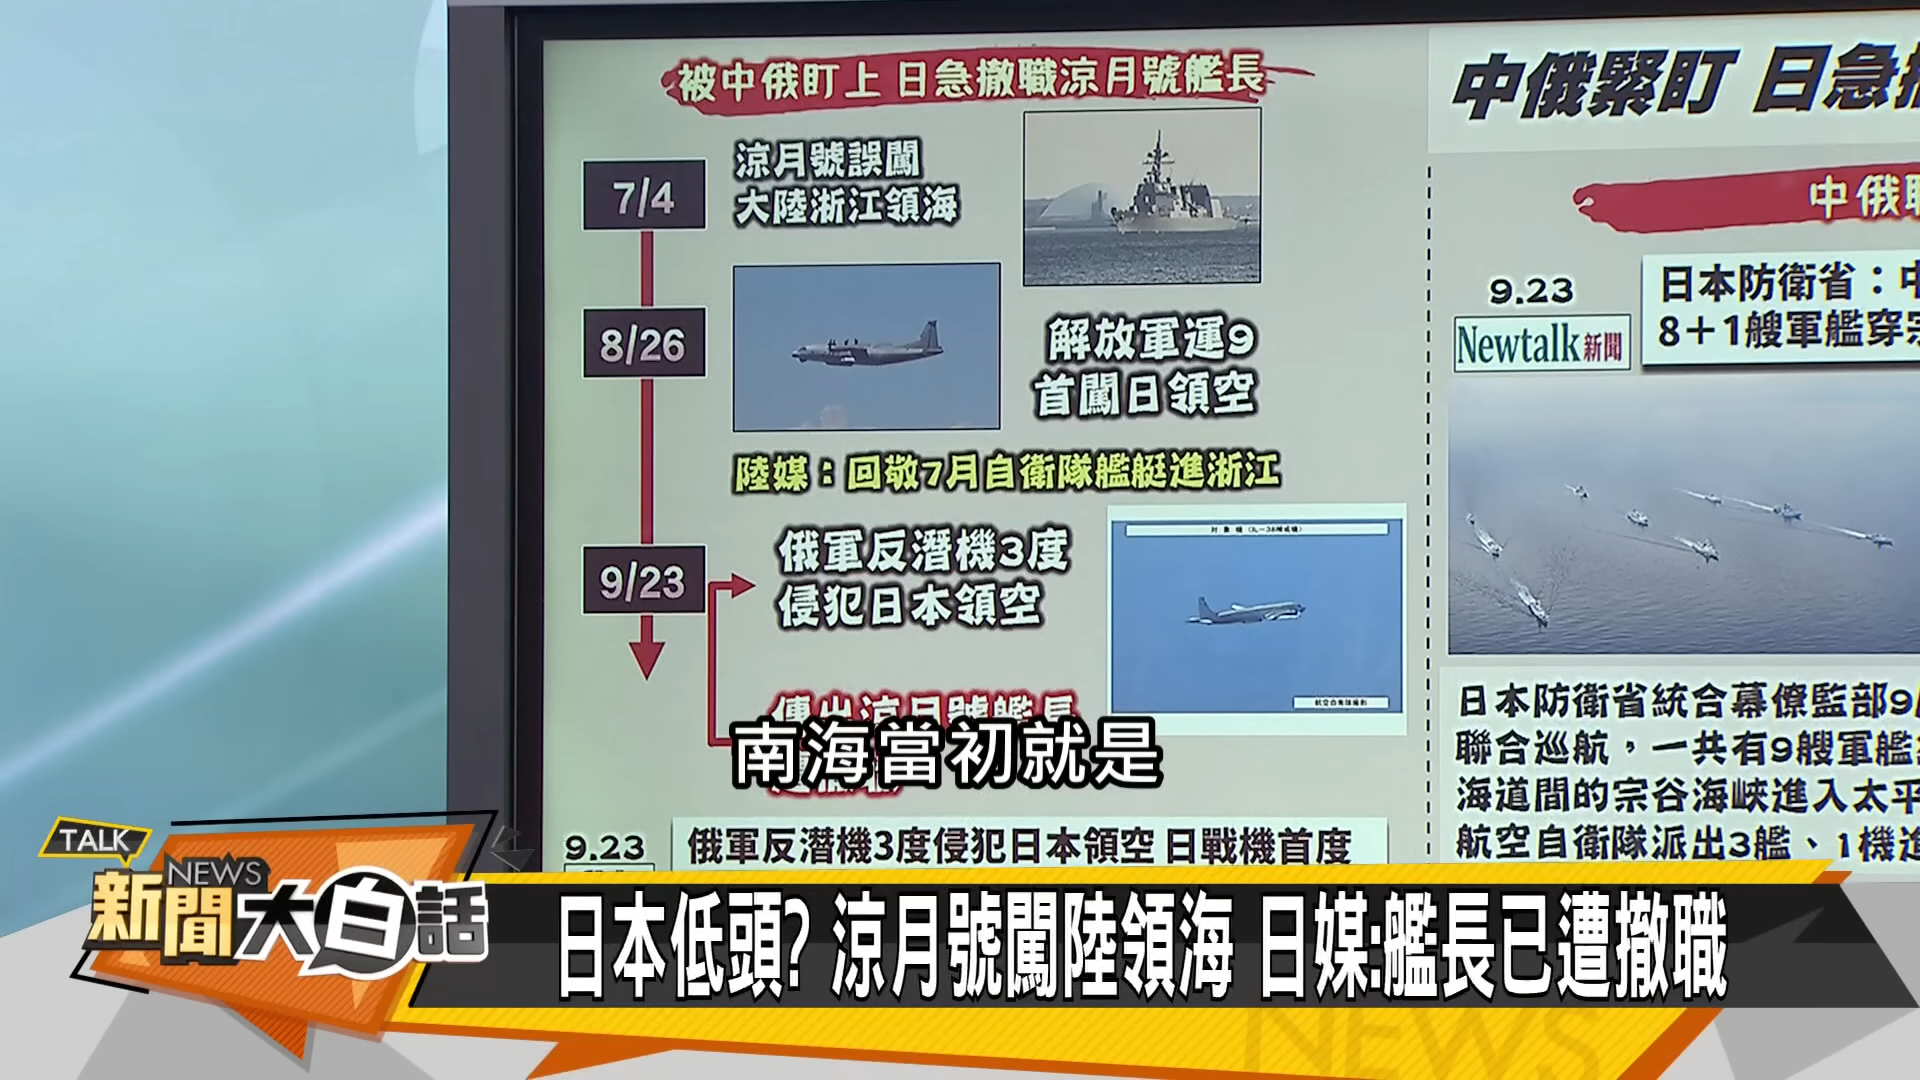 被中俄盯上 日急撤職涼月號艦長
7/4
涼月號誤闖
大陸浙江領海
8/26
解放軍運9
首闖日領空
陸媒：回敬7月自衛隊艦艇進浙江
9/23
俄軍反潛機3度
侵犯日本領空
傳出涼月號艦長
南海當初就是
9.23
俄軍反潛機3度侵犯日本領空 日戰機首度
中俄緊盯 日急
中俄
9.23
Newtalk新聞
日本防衛省：中
8＋1艘軍艦穿宗
日本防衛省統合幕僚監部9
聯合巡航，一共有9艘軍艦
海道間的宗谷海峽進入太平
航空自衛隊派出3艦、1機進
TALK
NEWS
新聞大白話
日本低頭? 涼月號闖陸領海 日媒:艦長已遭撤職
NEWS